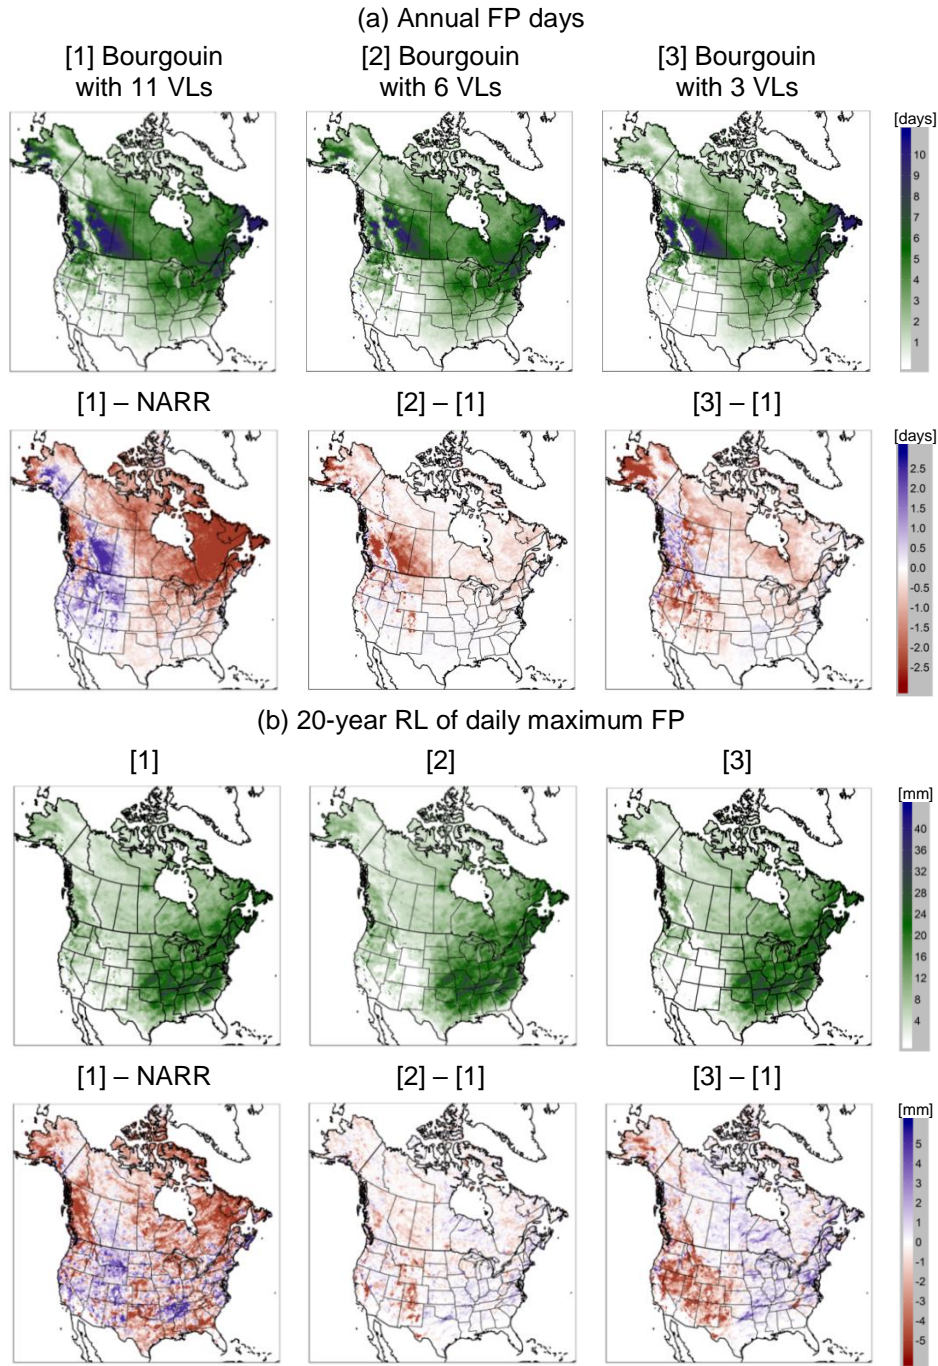 (a) Annual FP days
[1] Bourgouin
with 11 VLs
[2] Bourgouin
with 6 VLs
[3] Bourgouin
with 3 VLs
[days]
10
9
8
7
6
5
4
3
2
1
[1] – NARR
[2] – [1]
[3] – [1]
[days]
2.5
2.0
1.5
1.0
0.5
0.0
-0.5
-1.0
-1.5
-2.0
-2.5
(b) 20-year RL of daily maximum FP
[1]
[2]
[3]
[mm]
40
36
32
28
24
20
16
12
8
4
[1] – NARR
[2] – [1]
[3] – [1]
[mm]
5
4
3
2
1
0
-1
-2
-3
-4
-5